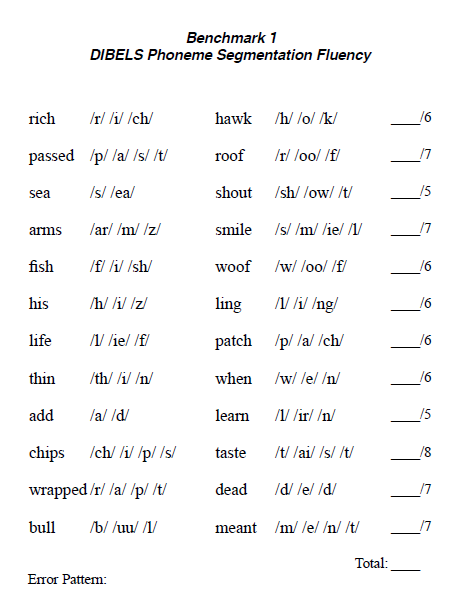 Benchmark 1
DIBELS Phoneme Segmentation Fluency
rich /r/ /i/ /ch/ hawk /h/ /o/ /k/ ____/6
passed /p/ /a/ /s/ /t/ roof /r/ /oo/ /f/ ____/7
sea /s/ /ea/ shout /sh/ /ow/ /t/ ____/5
arms /ar/ /m/ /z/ smile /s/ /m/ /ie/ /l/ ____/7
fish /f/ /i/ /sh/ woof /w/ /oo/ /f/ ____/6
his /h/ /i/ /z/ ling /l/ /i/ /ng/ ____/6
life /l/ /ie/ /f/ patch /p/ /a/ /ch/ ____/6
thin /th/ /i/ /n/ when /w/ /e/ /n/ ____/6
add /a/ /d/ learn /l/ /ir/ /n/ ____/5
chips /ch/ /i/ /p/ /s/ taste /t/ /ai/ /s/ /t/ ____/8
wrapped /r/ /a/ /p/ /t/ dead /d/ /e/ /d/ ____/7
bull /b/ /uu/ /l/ meant /m/ /e/ /n/ /t/ ____/7
Total: ____
Error Pattern: